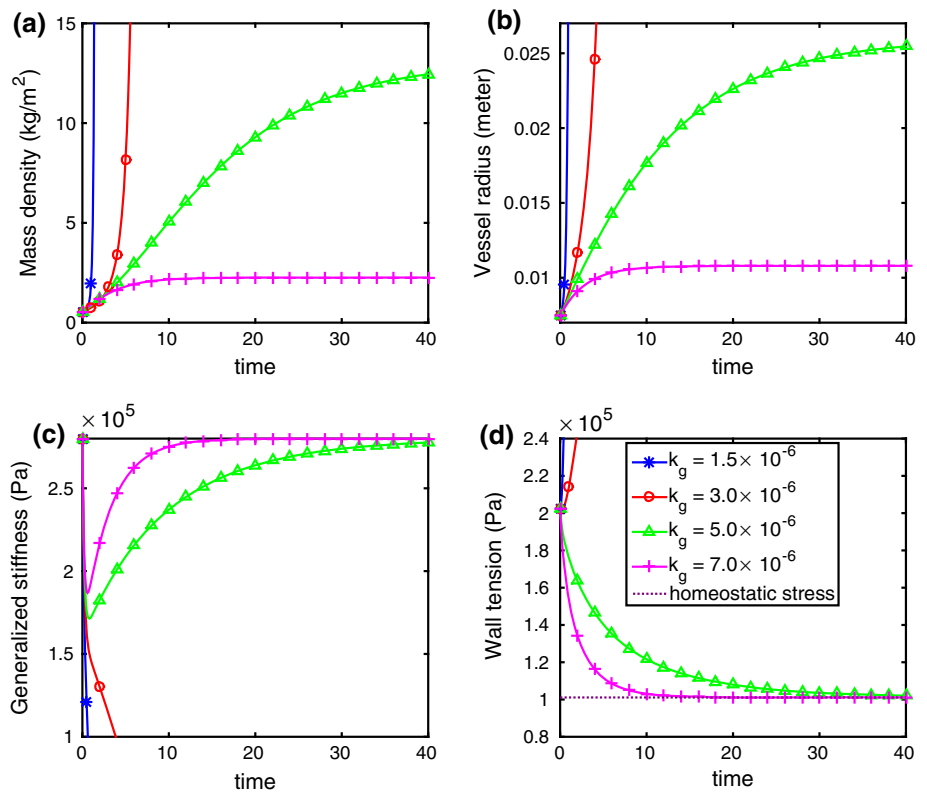 (a)
Mass density (kg/m²)
15
10
5
0
0 10 20 30 40
time
(b)
Vessel radius (meter)
0.025
0.02
0.015
0.01
0 10 20 30 40
time
(c)
× 10⁵
Generalized stiffness (Pa)
2.5
2
1.5
1
0 10 20 30 40
time
(d)
× 10⁵
Wall tension (Pa)
2.4
2.2
2
1.8
1.6
1.4
1.2
1
0.8
0 10 20 30 40
time
k_g = 1.5× 10⁻⁶
k_g = 3.0× 10⁻⁶
k_g = 5.0× 10⁻⁶
k_g = 7.0× 10⁻⁶
homeostatic stress